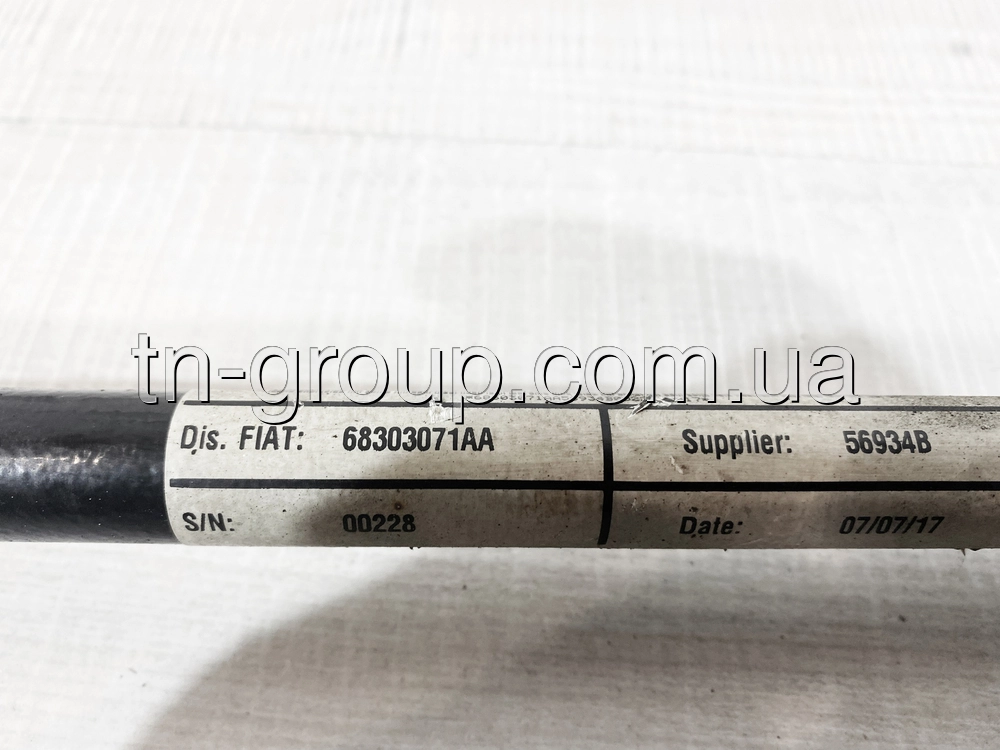 tn-group.com.ua
Dis. FIAT: 68303071AA Supplier: 56934B
S/N: 00228 Date: 07/07/17